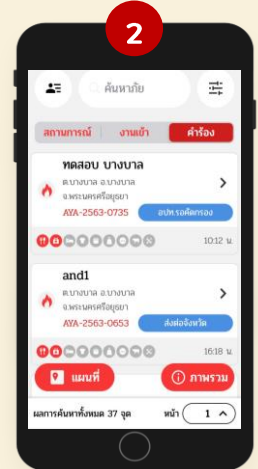 2
ค้นหาภัย
สถานการณ์ งานเข้า คำร้อง
ทดสอบ บางบาล
ต.บางบาล อ.บางบาล
จ.พระนครศรีอยุธยา
AYA-2563-0735 อปท.รอคัดกรอง
10:12 น.
and1
ต.บางบาล อ.บางบาล
จ.พระนครศรีอยุธยา
AYA-2563-0653 ส่งต่อจังหวัด
16:18 น.
แผนที่ ภาพรวม
ผลการค้นหาทั้งหมด 37 จุด หน้า 1